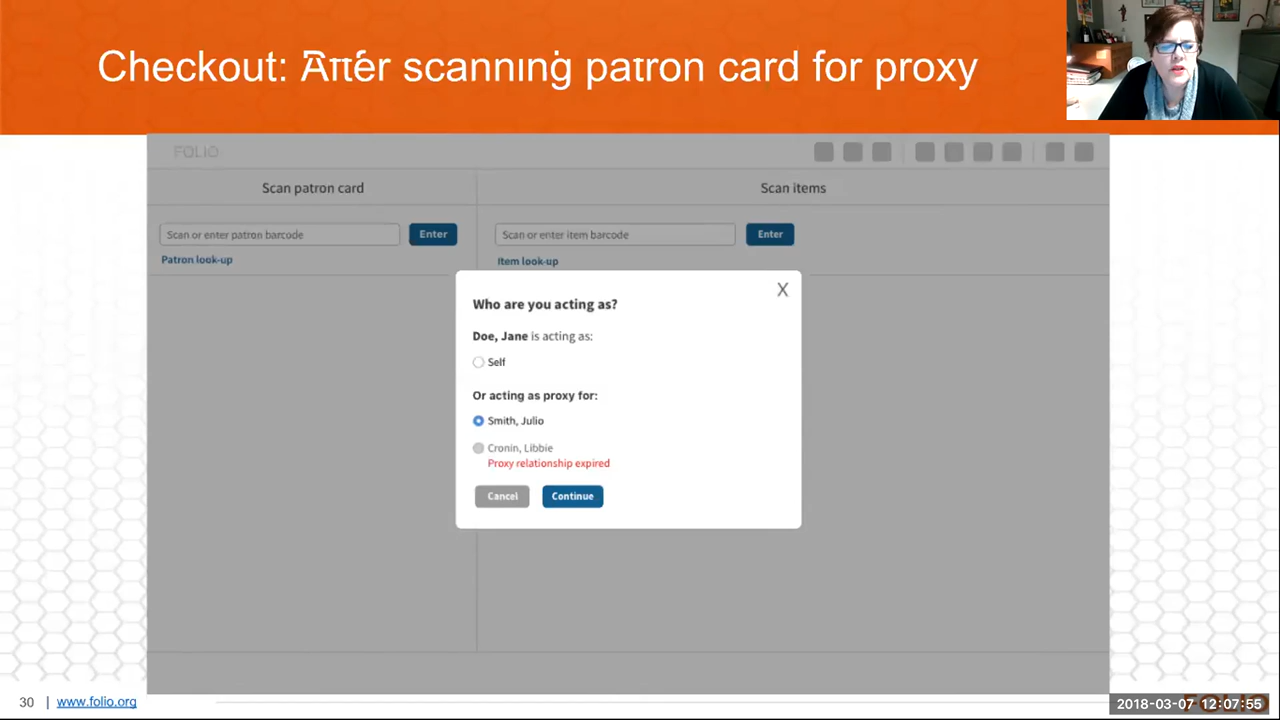 Checkout: After scanning patron card for proxy
FOLIO
Scan patron card
Scan items
Scan or enter patron barcode
Enter
Scan or enter item barcode
Enter
Patron look-up
Item look-up
X
Who are you acting as?
Doe, Jane is acting as:
Self
Or acting as proxy for:
Smith, Julio
Cronin, Libbie
Proxy relationship expired
Cancel
Continue
30 | www.folio.org
FOLIO
2018-03-07 12:07:55